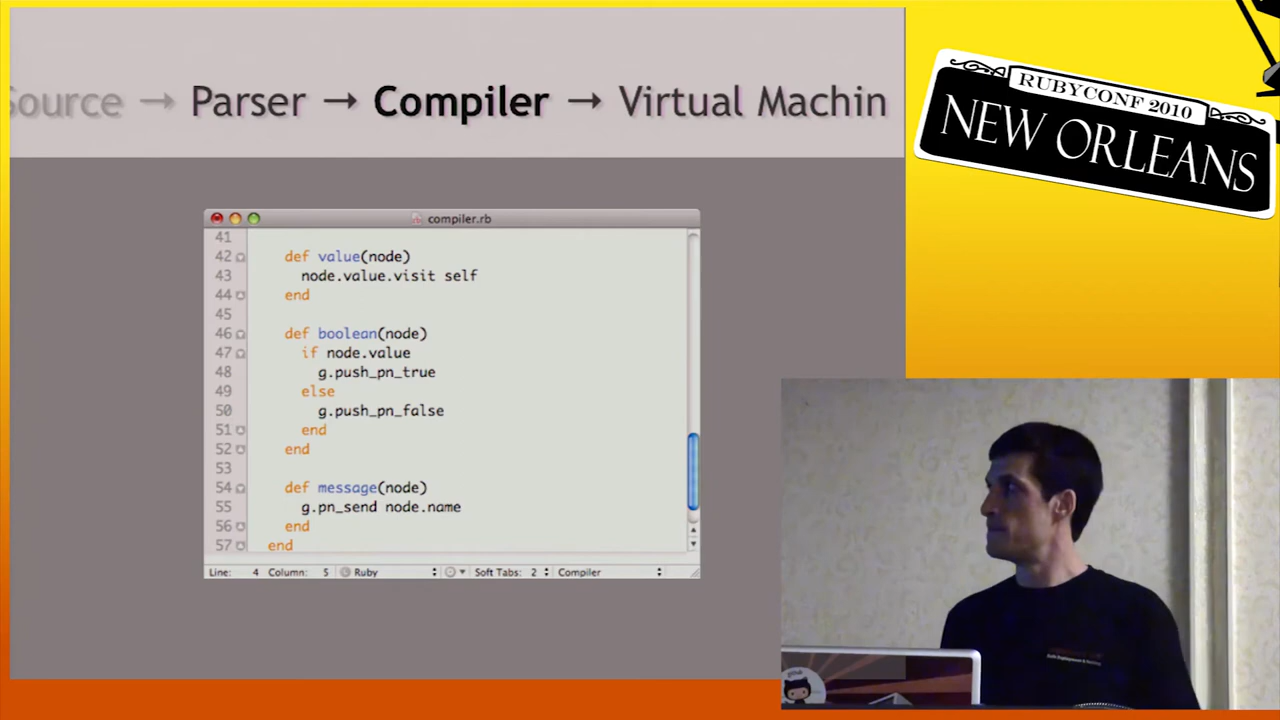 Source → Parser → Compiler → Virtual Machin
RUBYCONF 2010
NEW ORLEANS
compiler.rb
41
42 def value(node)
43 node.value.visit self
44 end
45
46 def boolean(node)
47 if node.value
48 g.push_pn_true
49 else
50 g.push_pn_false
51 end
52 end
53
54 def message(node)
55 g.pn_send node.name
56 end
57 end
Line: 4 Column: 5 Ruby Soft Tabs: 2 Compiler